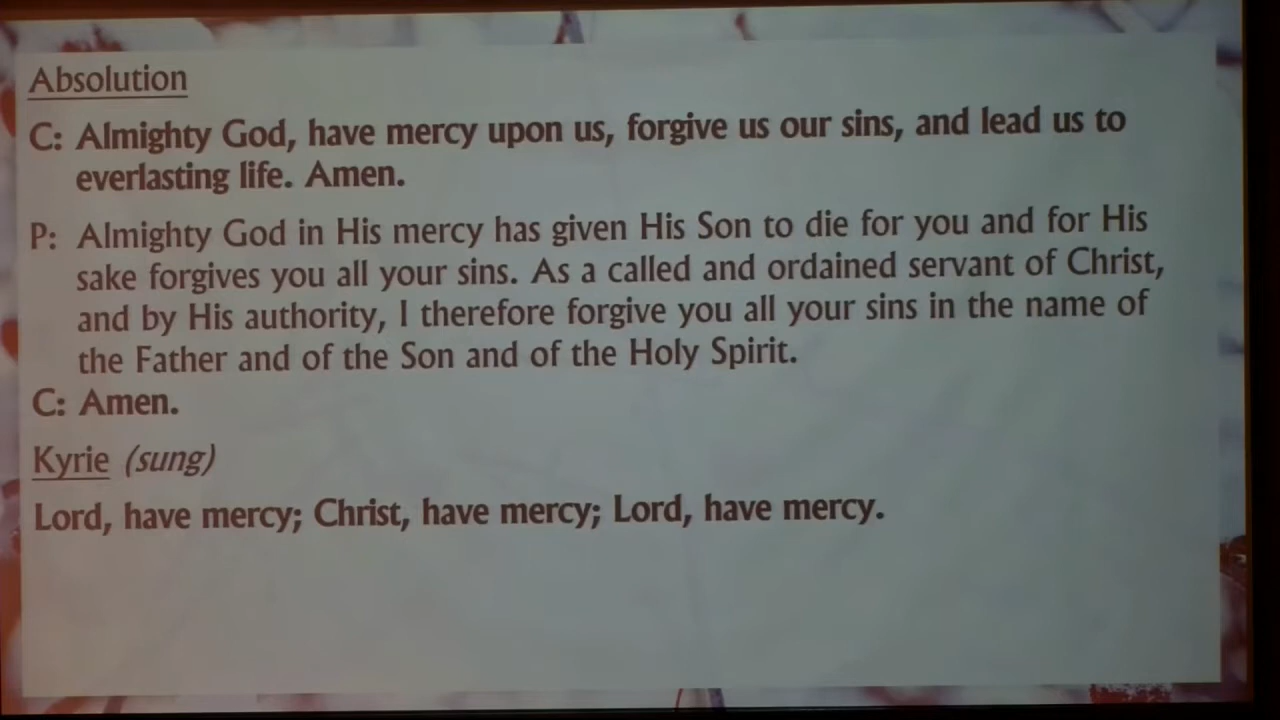 Absolution
C: Almighty God, have mercy upon us, forgive us our sins, and lead us to
everlasting life. Amen.
P: Almighty God in His mercy has given His Son to die for you and for His
sake forgives you all your sins. As a called and ordained servant of Christ,
and by His authority, I therefore forgive you all your sins in the name of
the Father and of the Son and of the Holy Spirit.
C: Amen.
Kyrie (sung)
Lord, have mercy; Christ, have mercy; Lord, have mercy.